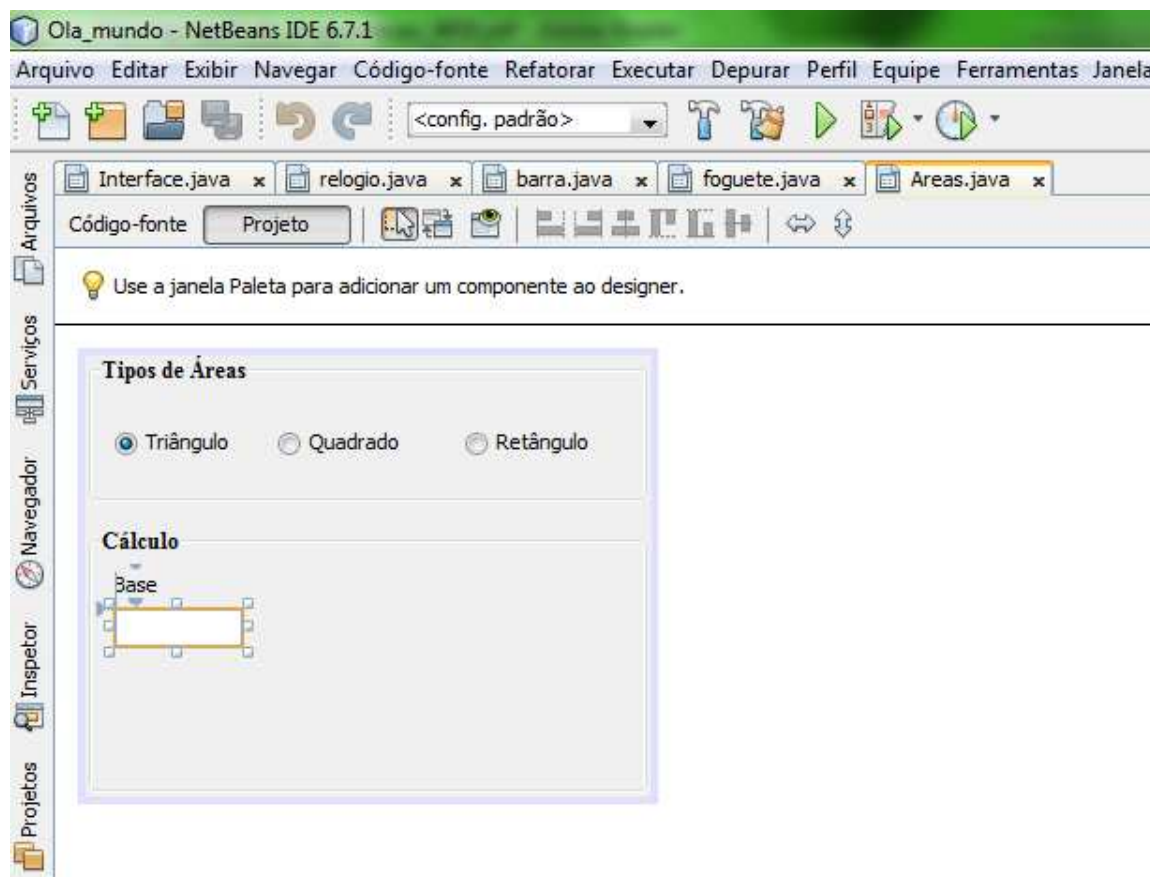 Ola_mundo - NetBeans IDE 6.7.1
Arquivo Editar Exibir Navegar Código-fonte Refatorar Executar Depurar Perfil Equipe Ferramentas Janela
<config. padrão>
Interface.java x relogio.java x barra.java x foguete.java x Areas.java x
Código-fonte Projeto
Use a janela Paleta para adicionar um componente ao designer.
Arquivos
Serviços
Navegador
Inspetor
Projetos
Tipos de Áreas
Triângulo Quadrado Retângulo
Cálculo
Base